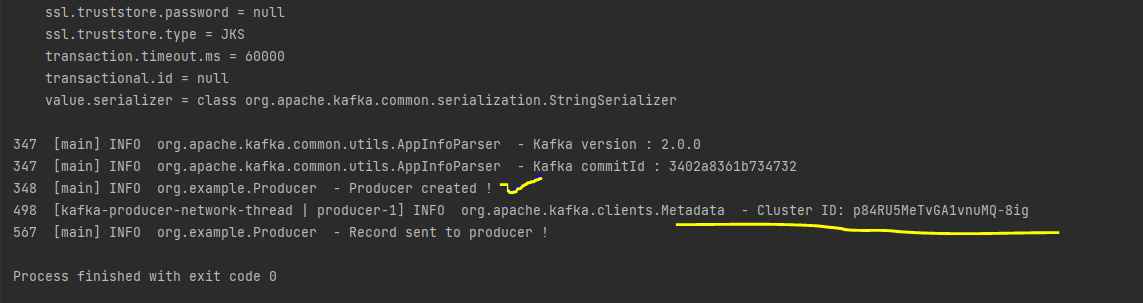 ssl.truststore.password = null
ssl.truststore.type = JKS
transaction.timeout.ms = 60000
transactional.id = null
value.serializer = class org.apache.kafka.common.serialization.StringSerializer
347 [main] INFO org.apache.kafka.common.utils.AppInfoParser - Kafka version : 2.0.0
347 [main] INFO org.apache.kafka.common.utils.AppInfoParser - Kafka commitId : 3402a8361b734732
348 [main] INFO org.example.Producer - Producer created !
498 [kafka-producer-network-thread | producer-1] INFO org.apache.kafka.clients.Metadata - Cluster ID: p84RU5MeTvGA1vnuMQ-8ig
567 [main] INFO org.example.Producer - Record sent to producer !
Process finished with exit code 0